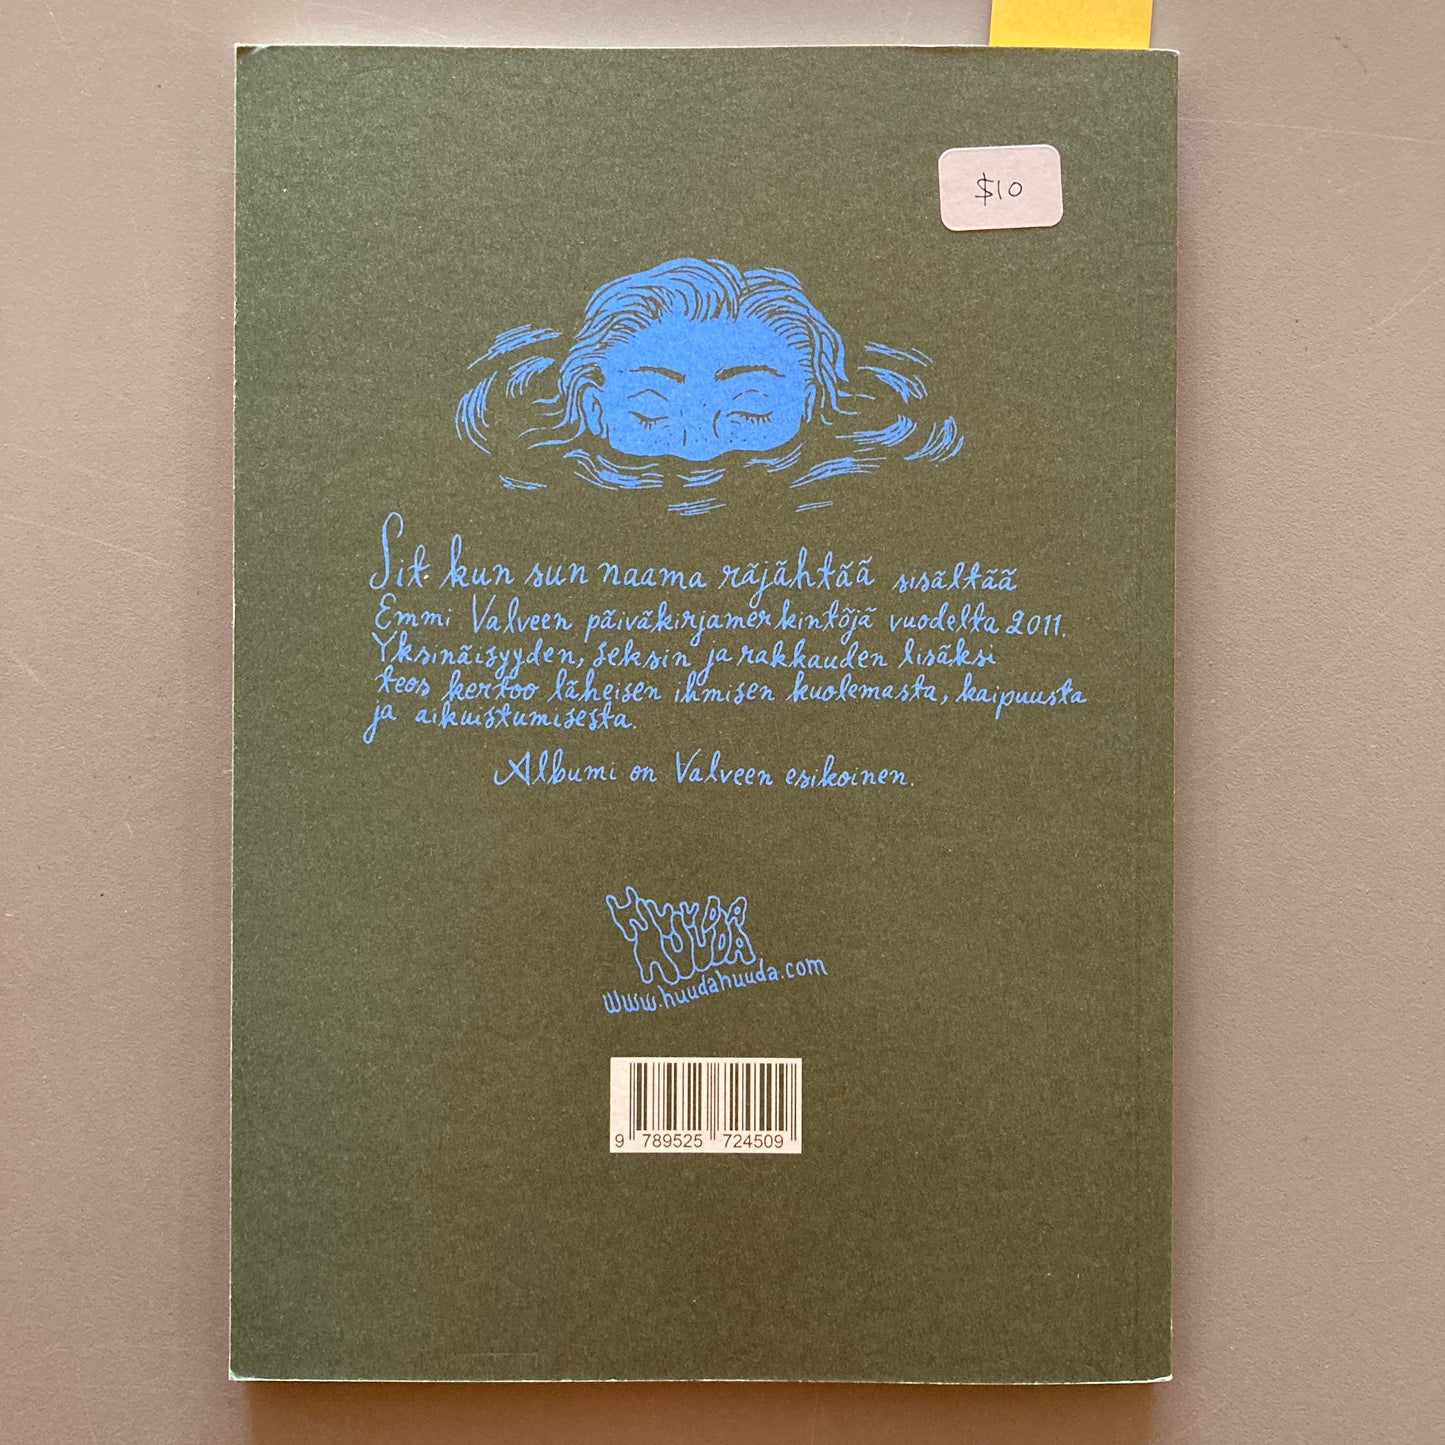 $10
Sit kun sun naama räjähtää sisältää
Emmi Valveen päiväkirjamerkintöjä vuodelta 2011.
Yksinäisyyden, seksin ja rakkauden lisäksi
teos kertoo läheisen ihmisen kuolemasta, kaipuusta
ja aikuistumisesta.
Albumi on Valveen esikoinen.
HUUDA
HUUDA
www.huudahuuda.com
9 789525 724509